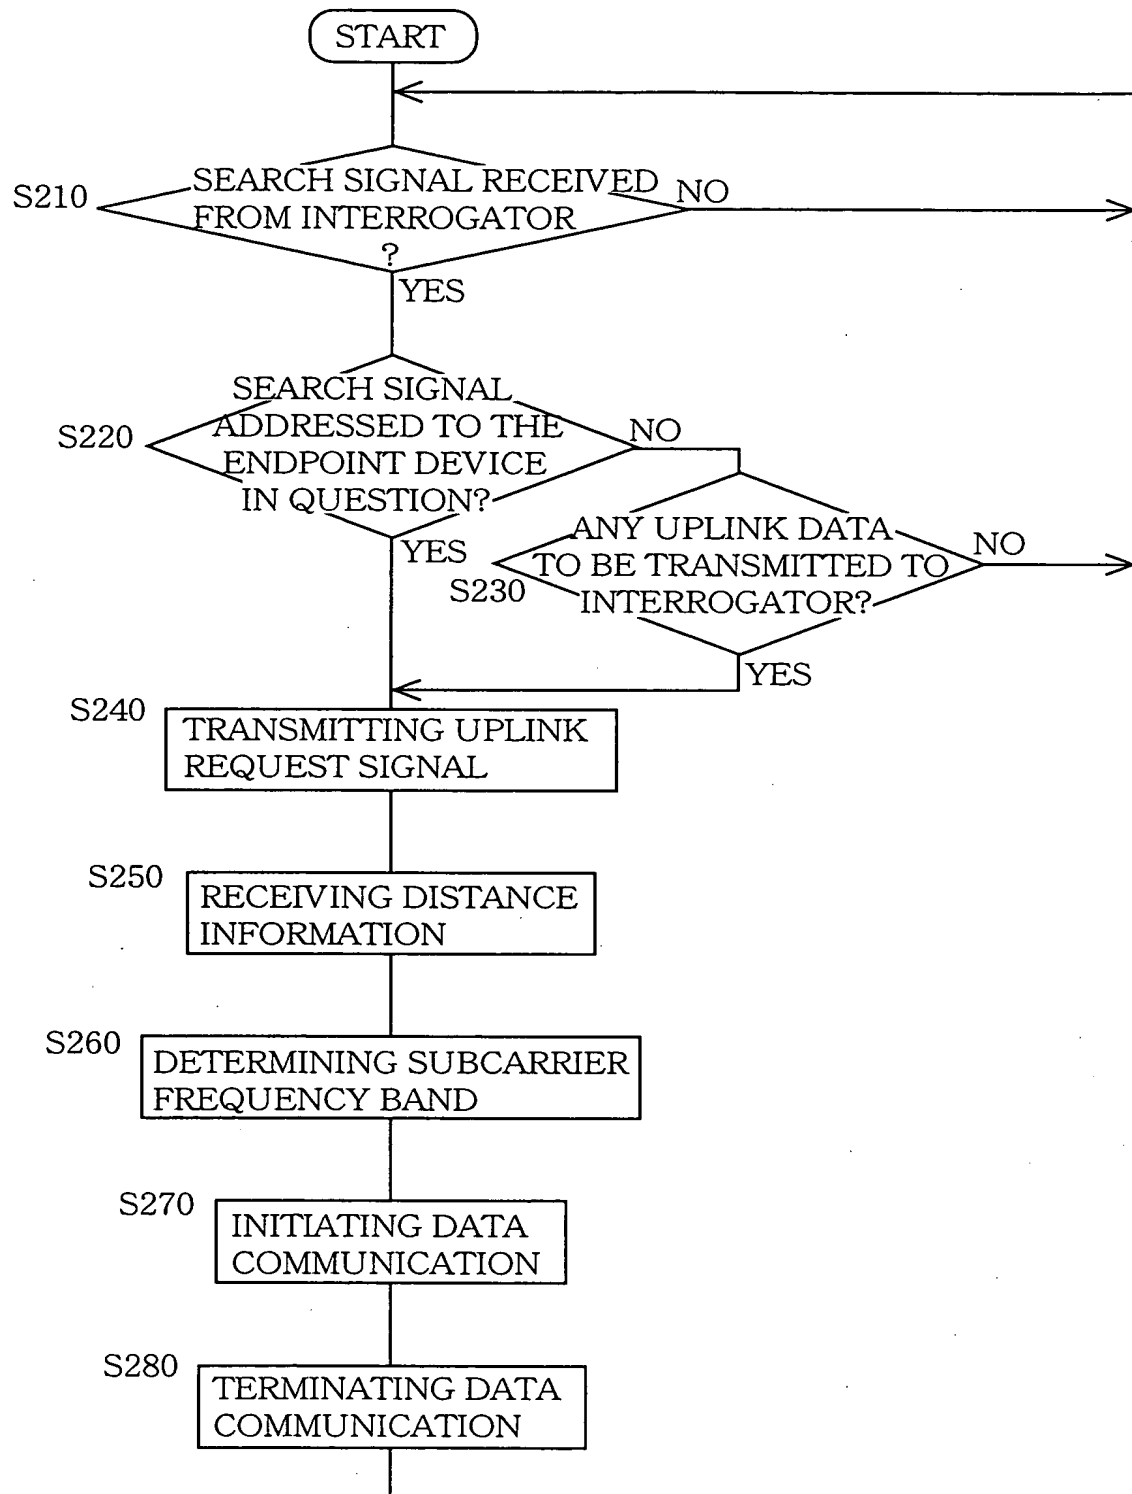 START
S210
SEARCH SIGNAL RECEIVED
FROM INTERROGATOR
?
NO
YES
S220
SEARCH SIGNAL
ADDRESSED TO THE
ENDPOINT DEVICE
IN QUESTION?
NO
YES
S230
ANY UPLINK DATA
TO BE TRANSMITTED TO
INTERROGATOR?
NO
YES
S240
TRANSMITTING UPLINK
REQUEST SIGNAL
S250
RECEIVING DISTANCE
INFORMATION
S260
DETERMINING SUBCARRIER
FREQUENCY BAND
S270
INITIATING DATA
COMMUNICATION
S280
TERMINATING DATA
COMMUNICATION